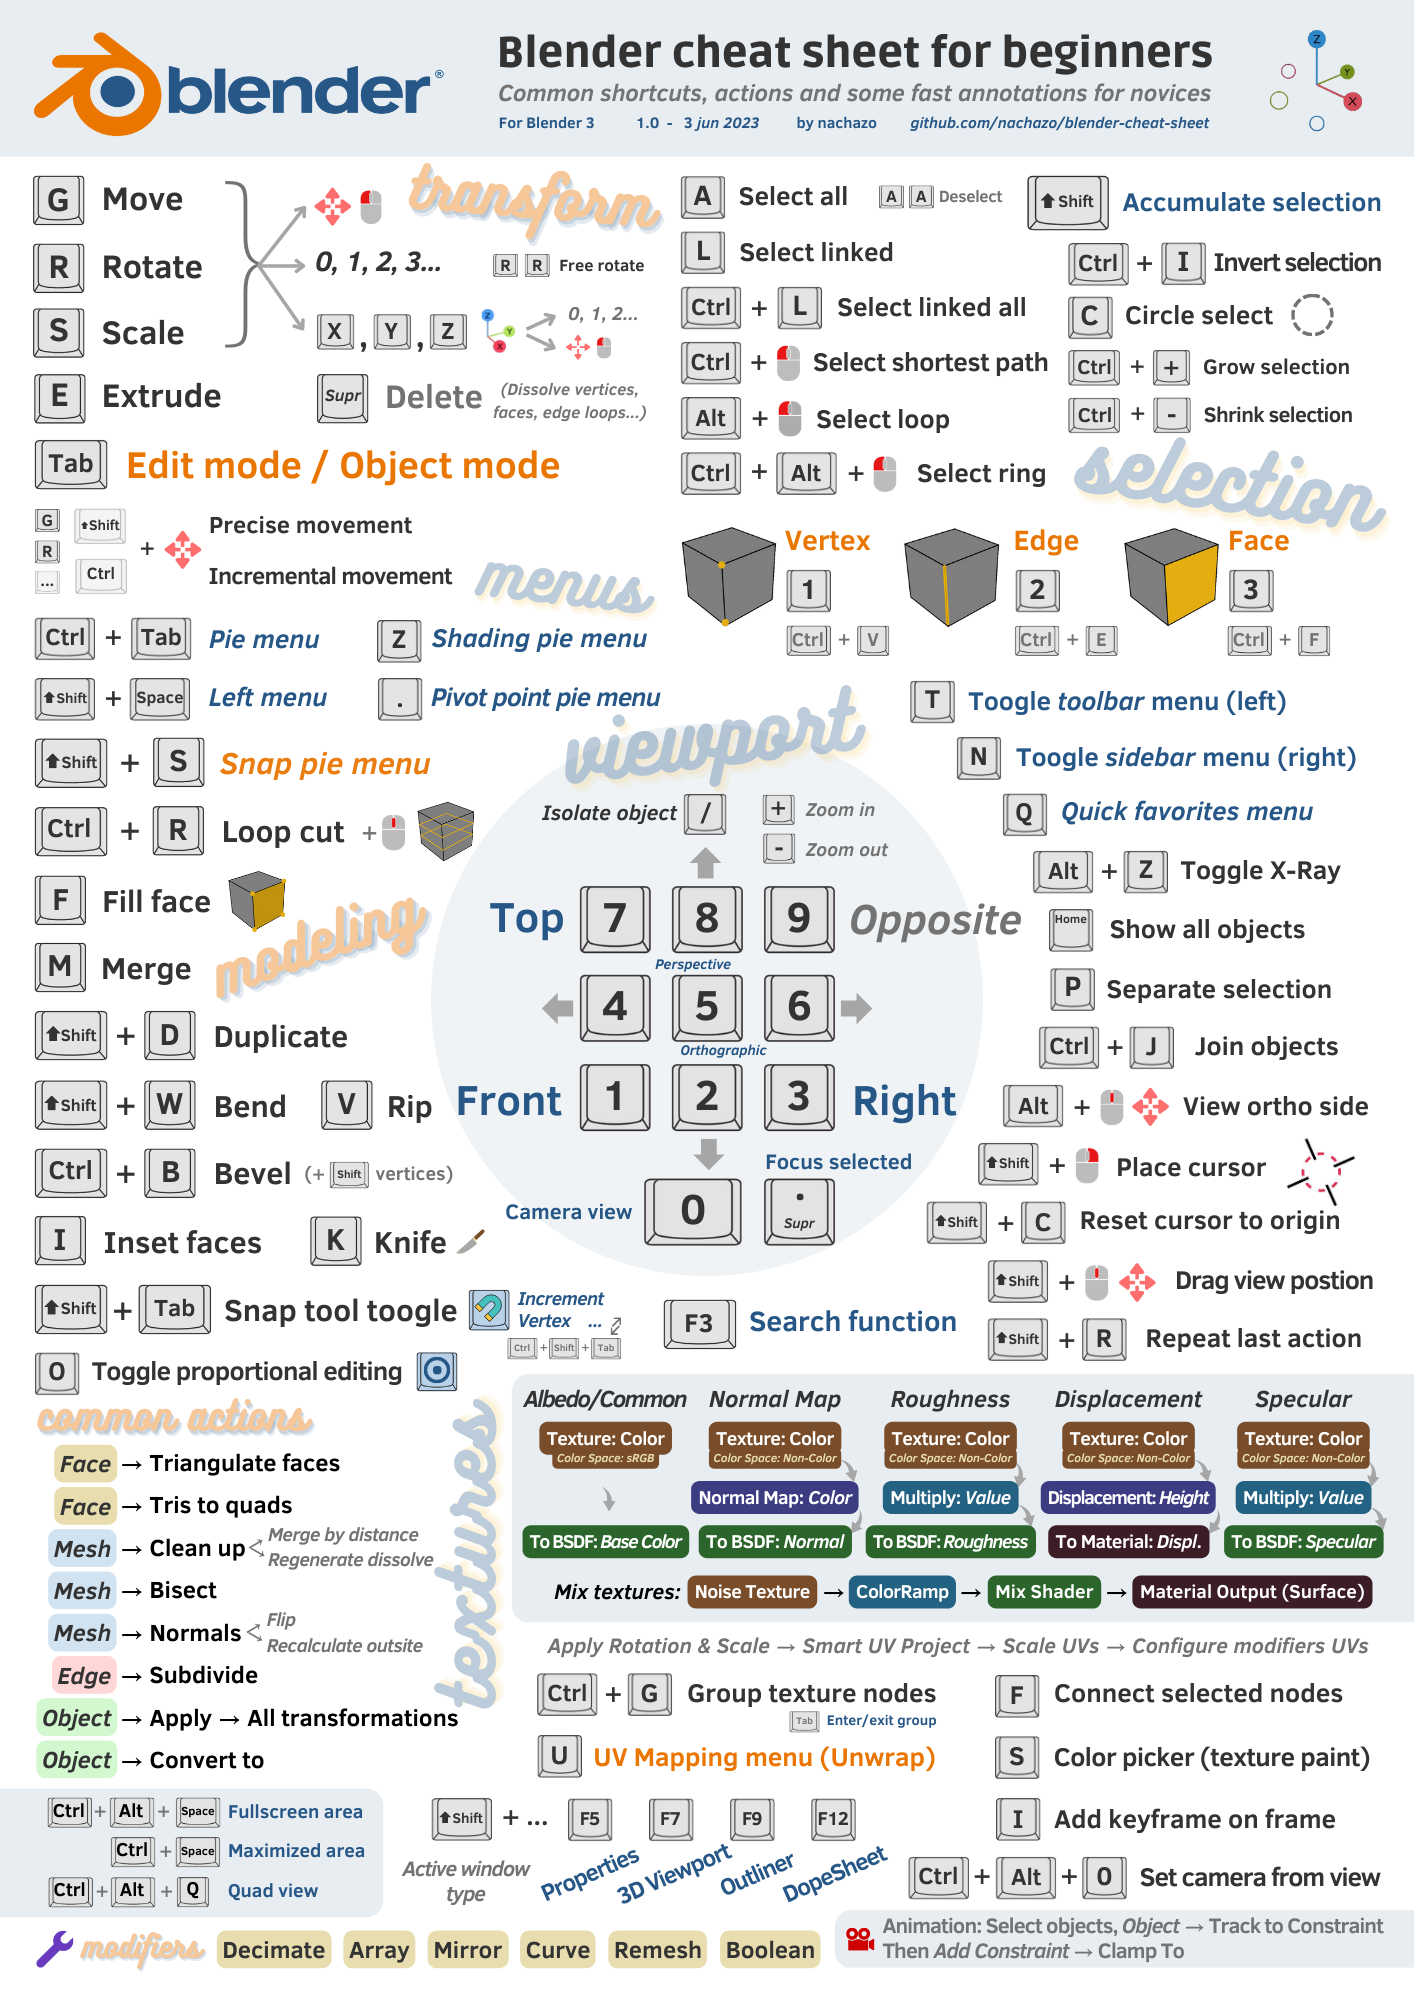 blender®
Blender cheat sheet for beginners
Common shortcuts, actions and some fast annotations for novices
For Blender 3 1.0 - 3 jun 2023 by nachazo github.com/nachazo/blender-cheat-sheet
Z
Y
X
transform
G Move
R Rotate
S Scale
0, 1, 2, 3...
R R Free rotate
X , Y , Z
Z
Y
X
0, 1, 2...
E Extrude
Supr Delete (Dissolve vertices,
faces, edge loops...)
Tab Edit mode / Object mode
G
R
...
Shift
Ctrl
+
Precise movement
Incremental movement
A Select all
A A Deselect
Shift Accumulate selection
L Select linked
Ctrl + I Invert selection
Ctrl + L Select linked all
C Circle select
Ctrl + Select shortest path
Ctrl + + Grow selection
Alt + Select loop
Ctrl + - Shrink selection
Ctrl + Alt + Select ring
selection
Vertex
1
Ctrl + V
Edge
2
Ctrl + E
Face
3
Ctrl + F
menus
Ctrl + Tab Pie menu
Z Shading pie menu
Shift + Space Left menu
. Pivot point pie menu
Shift + S Snap pie menu
T Toogle toolbar menu (left)
N Toogle sidebar menu (right)
Q Quick favorites menu
Ctrl + R Loop cut +
F Fill face
modeling
M Merge
Shift + D Duplicate
Shift + W Bend
V Rip
Ctrl + B Bevel (+ Shift vertices)
I Inset faces
K Knife
Shift + Tab Snap tool toogle
Increment
Vertex ...
Ctrl + Shift + Tab
O Toggle proportional editing
viewport
Isolate object /
+ Zoom in
- Zoom out
Top 7 8 9 Opposite
Perspective
4 5 6
Orthographic
Front 1 2 3 Right
Focus selected
Camera view 0 .
Supr
F3 Search function
Alt + Z Toggle X-Ray
Home Show all objects
P Separate selection
Ctrl + J Join objects
Alt + View ortho side
Shift + Place cursor
Shift + C Reset cursor to origin
Shift + Drag view postion
Shift + R Repeat last action
common actions
Face → Triangulate faces
Face → Tris to quads
Mesh → Clean up
Merge by distance
Regenerate dissolve
Mesh → Bisect
Mesh → Normals
Flip
Recalculate outsite
Edge → Subdivide
Object → Apply → All transformations
Object → Convert to
textures
Albedo/Common
Texture: Color
Color Space: sRGB
To BSDF: Base Color
Normal Map
Texture: Color
Color Space: Non-Color
Normal Map: Color
To BSDF: Normal
Roughness
Texture: Color
Color Space: Non-Color
Multiply: Value
To BSDF: Roughness
Displacement
Texture: Color
Color Space: Non-Color
Displacement: Height
To Material: Displ.
Specular
Texture: Color
Color Space: Non-Color
Multiply: Value
To BSDF: Specular
Mix textures: Noise Texture → ColorRamp → Mix Shader → Material Output (Surface)
Apply Rotation & Scale → Smart UV Project → Scale UVs → Configure modifiers UVs
Ctrl + G Group texture nodes
Tab Enter/exit group
F Connect selected nodes
U UV Mapping menu (Unwrap)
S Color picker (texture paint)
Ctrl + Alt + Space Fullscreen area
Ctrl + Space Maximized area
Ctrl + Alt + Q Quad view
Shift + ... F5 F7 F9 F12
Active window
type
Properties
3D Viewport
Outliner
DopeSheet
I Add keyframe on frame
Ctrl + Alt + 0 Set camera from view
modifiers Decimate Array Mirror Curve Remesh Boolean
Animation: Select objects, Object → Track to Constraint
Then Add Constraint → Clamp To